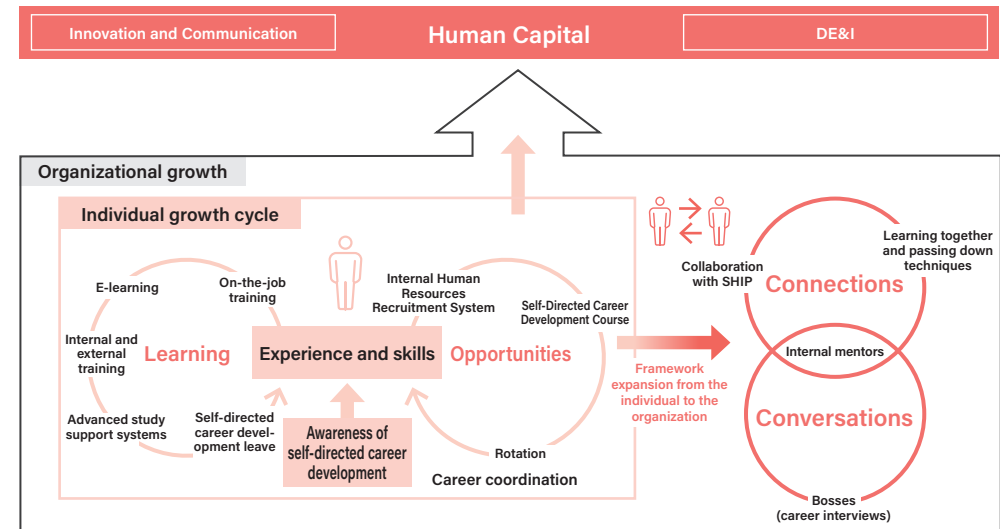 Innovation and Communication
Human Capital
DE&I
Organizational growth
Individual growth cycle
E-learning
On-the-job
training
Internal and
external
training
Learning
Advanced study
support systems
Self-directed
career devel-
opment leave
Experience and skills
Awareness of
self-directed career
development
Internal Human
Resources
Recruitment System
Opportunities
Self-Directed Career
Development Course
Rotation
Career coordination
Framework
expansion from the
individual to the
organization
Collaboration
with SHIP
Learning together
and passing down
techniques
Connections
Internal mentors
Conversations
Bosses
(career interviews)